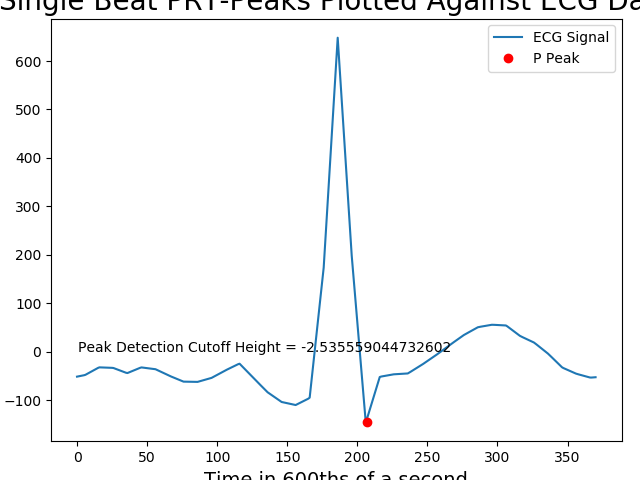 Single Beat PRT-Peaks Plotted Against ECG Da
ECG Signal
P Peak
600
500
400
300
200
100
0
−100
Peak Detection Cutoff Height = -2.535559044732602
0 50 100 150 200 250 300 350
Time in 600ths of a second